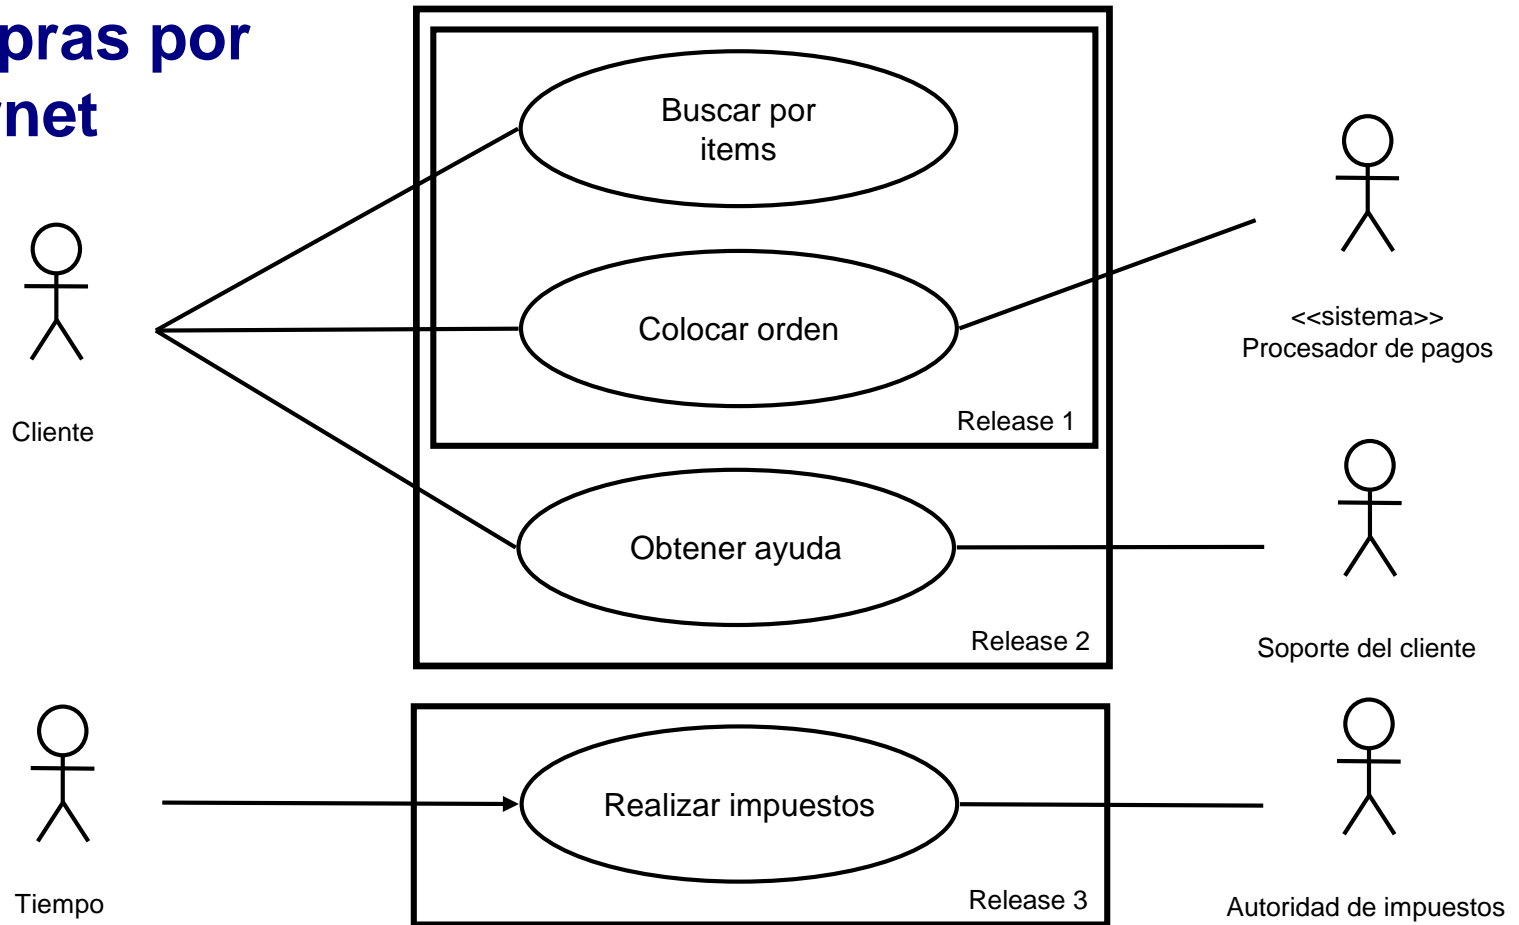 pras por
rnet
Buscar por
items
Colocar orden
<<sistema>>
Procesador de pagos
Release 1
Cliente
Obtener ayuda
Release 2
Soporte del cliente
Realizar impuestos
Release 3
Tiempo
Autoridad de impuestos